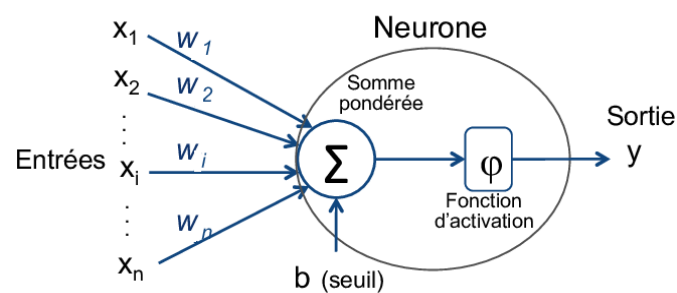 Neurone
x1
w1
x2
w2
Somme
pondérée
Entrées
xi
wi
Σ
φ
Sortie
y
Fonction
d'activation
xn
wn
b (seuil)